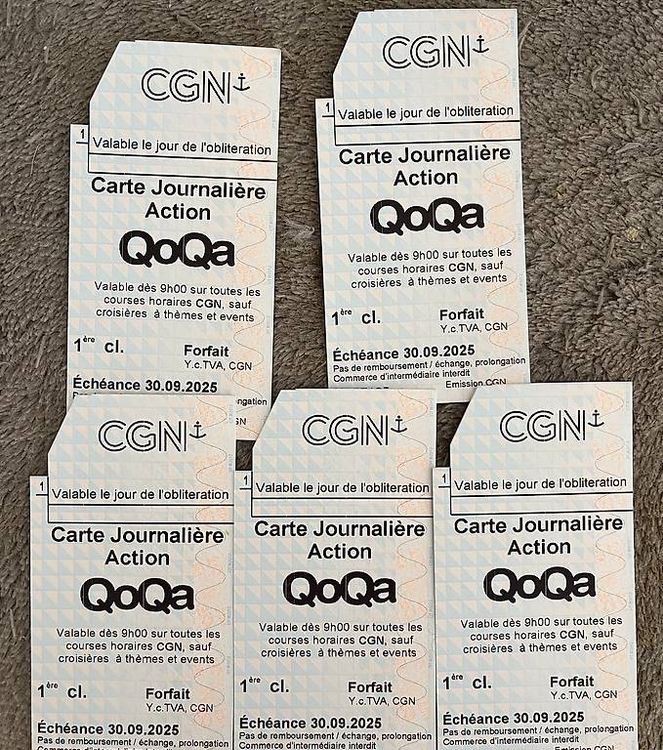 CGN
1
Valable le jour de l'obliteration
Carte Journalière
Action
QoQa
Valable dès 9h00 sur toutes les
courses horaires CGN, sauf
croisières à thèmes et events
1ère cl.
Forfait
Y.c.TVA, CGN
Échéance 30.09.2025
ongation
CGN
1
Valable le jour de l'obliteration
Carte Journalière
Action
QoQa
Valable dès 9h00 sur toutes les
courses horaires CGN, sauf
croisières à thèmes et events
1ère cl.
Forfait
Y.c.TVA, CGN
Échéance 30.09.2025
Pas de remboursement / échange, prolongation
Commerce d'intermédiaire interdit
Emission CGN
CGN
1
Valable le jour de l'obliteration
Carte Journalière
Action
QoQa
Valable dès 9h00 sur toutes les
courses horaires CGN, sauf
croisières à thèmes et events
1ère cl.
Forfait
Y.c.TVA, CGN
Échéance 30.09.2025
Pas de remboursement / échange, prolongation
CGN
1
Valable le jour de l'obliteration
Carte Journalière
Action
QoQa
Valable dès 9h00 sur toutes les
courses horaires CGN, sauf
croisières à thèmes et events
1ère cl.
Forfait
Y.c.TVA, CGN
Échéance 30.09.2025
Pas de remboursement / échange, prolongation
Commerce d'intermédiaire interdit
CGN
1
Valable le jour de l'obliteration
Carte Journalière
Action
QoQa
Valable dès 9h00 sur toutes les
courses horaires CGN, sauf
croisières à thèmes et events
1ère cl.
Forfait
Y.c.TVA, CGN
Échéance 30.09.2025
Pas de remboursement / échange, prolongation
Commerce d'intermédiaire interdit